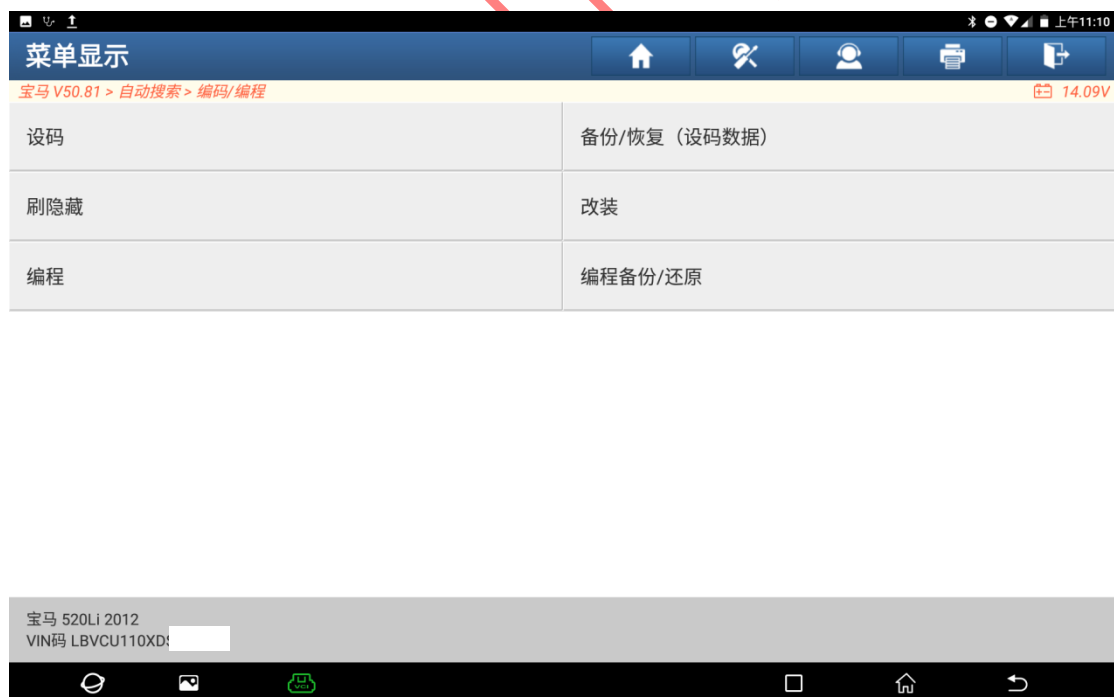 上午11:10
菜单显示
宝马 V50.81 > 自动搜索 > 编码/编程
14.09V
设码
备份/恢复（设码数据）
刷隐藏
改装
编程
编程备份/还原
宝马 520Li 2012
VIN码 LBVCU110XD
VCI